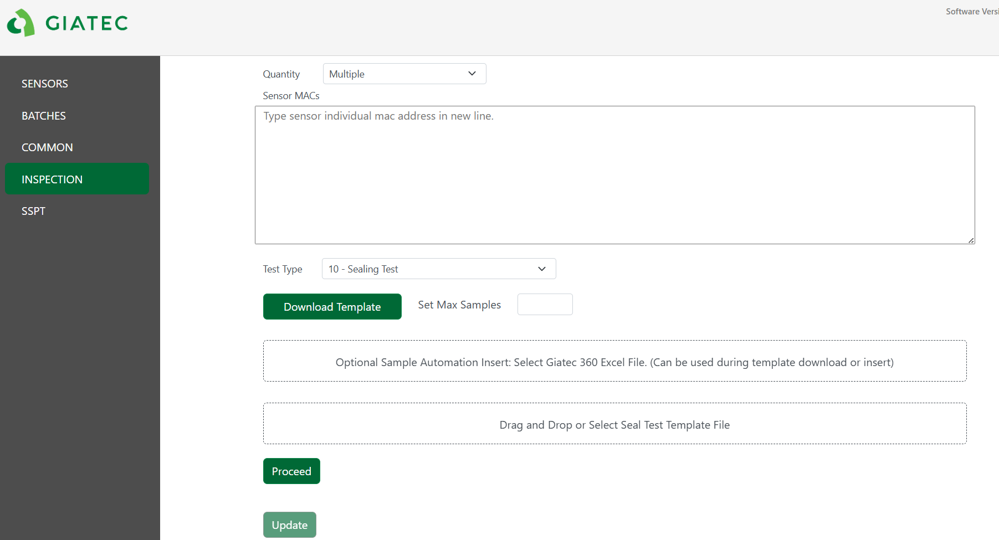 GIATEC
Software Versi
SENSORS
BATCHES
COMMON
INSPECTION
SSPT
Quantity
Multiple
Sensor MACs
Type sensor individual mac address in new line.
Test Type
10 - Sealing Test
Download Template
Set Max Samples
Optional Sample Automation Insert: Select Giatec 360 Excel File. (Can be used during template download or insert)
Drag and Drop or Select Seal Test Template File
Proceed
Update